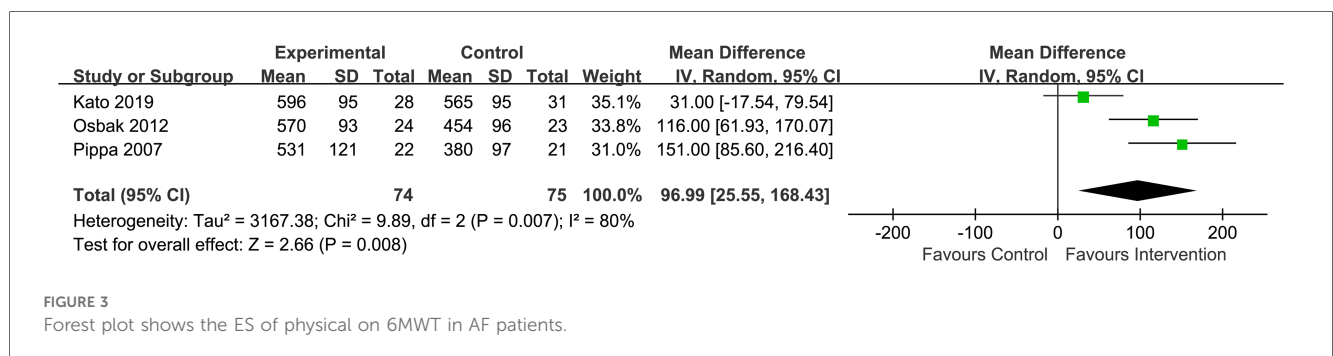 Experimental Control Mean Difference Mean Difference
Study or Subgroup Mean SD Total Mean SD Total Weight IV, Random, 95% CI IV, Random, 95% CI
Kato 2019 596 95 28 565 95 31 35.1% 31.00 [-17.54, 79.54]
Osbak 2012 570 93 24 454 96 23 33.8% 116.00 [61.93, 170.07]
Pippa 2007 531 121 22 380 97 21 31.0% 151.00 [85.60, 216.40]
Total (95% CI) 74 75 100.0% 96.99 [25.55, 168.43]
Heterogeneity: Tau² = 3167.38; Chi² = 9.89, df = 2 (P = 0.007); I² = 80%
Test for overall effect: Z = 2.66 (P = 0.008)
-200 -100 0 100 200
Favours Control Favours Intervention
FIGURE 3
Forest plot shows the ES of physical on 6MWT in AF patients.